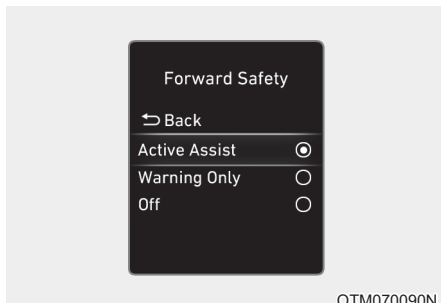 Forward Safety
Back
Active Assist
Warning Only
Off
OTM070090N